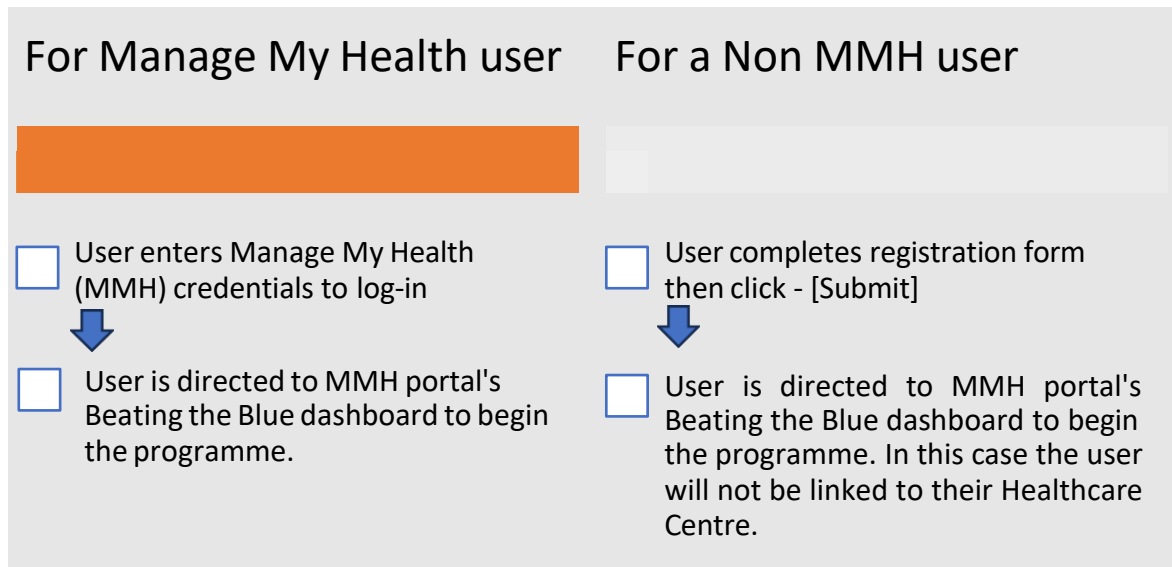 For Manage My Health user
User enters Manage My Health
(MMH) credentials to log-in
User is directed to MMH portal's
Beating the Blue dashboard to begin
the programme.
For a Non MMH user
User completes registration form
then click - [Submit]
User is directed to MMH portal's
Beating the Blue dashboard to begin
the programme. In this case the user
will not be linked to their Healthcare
Centre.